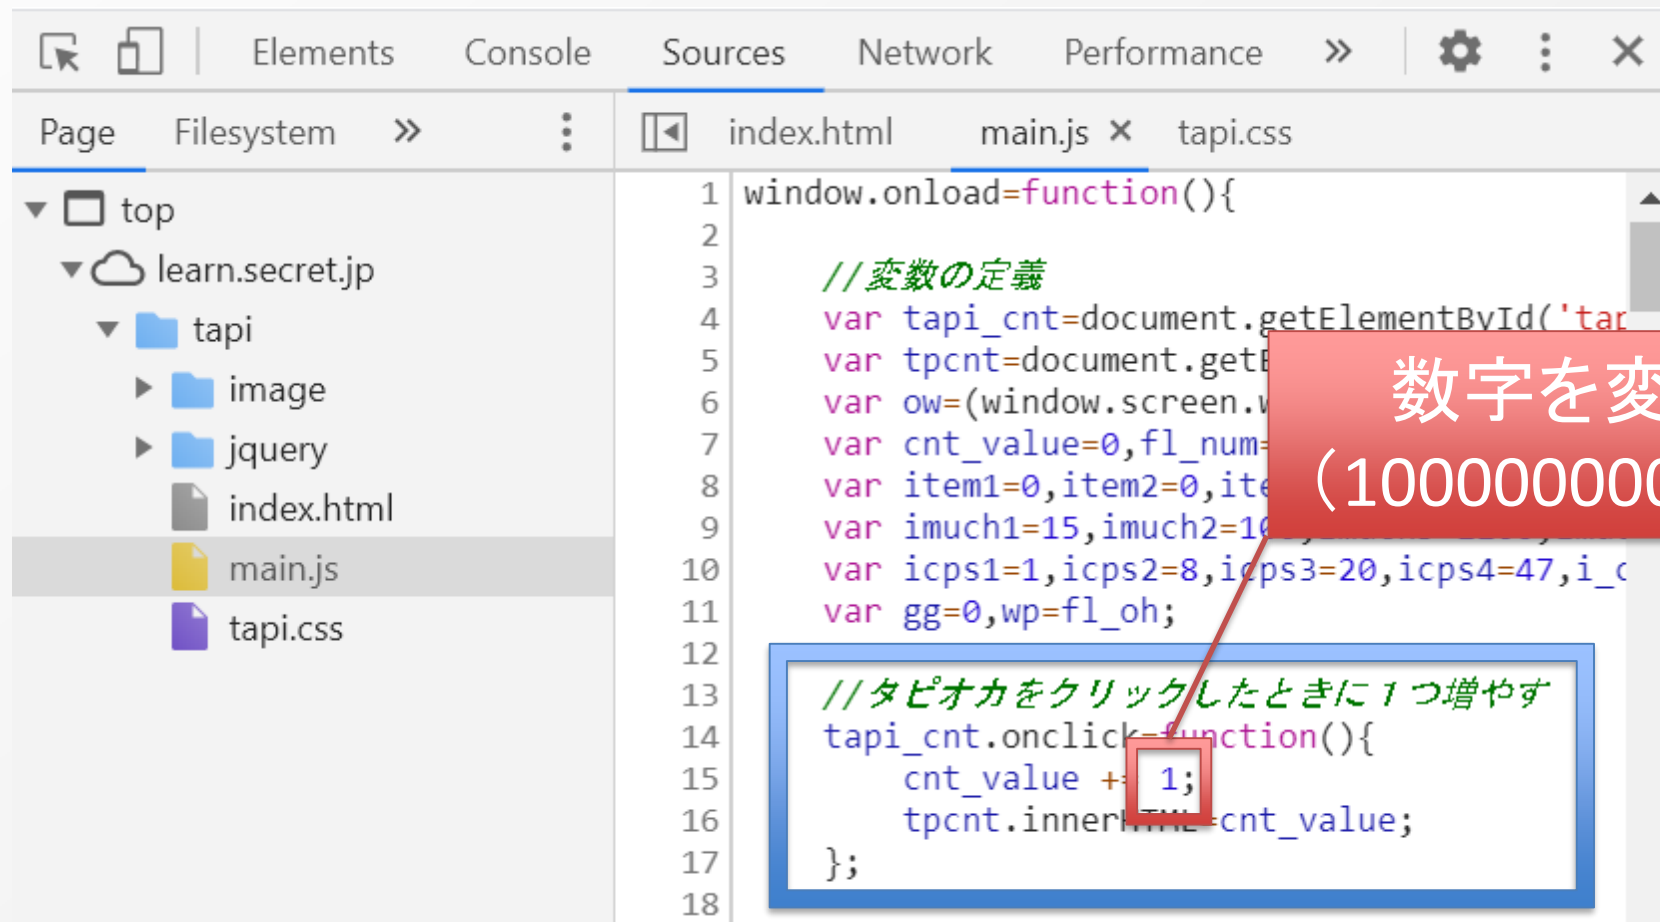 Elements Console Sources Network Performance »
Page Filesystem »
index.html main.js × tapi.css
top
learn.secret.jp
tapi
image
jquery
index.html
main.js
tapi.css
1 window.onload=function(){
2
3 //変数の定義
4 var tapi_cnt=document.getElementById('tap
5 var tpcnt=document.getE
6 var ow=(window.screen.w
7 var cnt_value=0,fl_num=
8 var item1=0,item2=0,ite
9 var imuch1=15,imuch2=10
10 var icps1=1,icps2=8,icps3=20,icps4=47,i_c
11 var gg=0,wp=fl_oh;
12
13 //タピオカをクリックしたときに1つ増やす
14 tapi_cnt.onclick=function(){
15 cnt_value += 1;
16 tpcnt.innerHTML=cnt_value;
17 };
18
数字を変
(1000000000